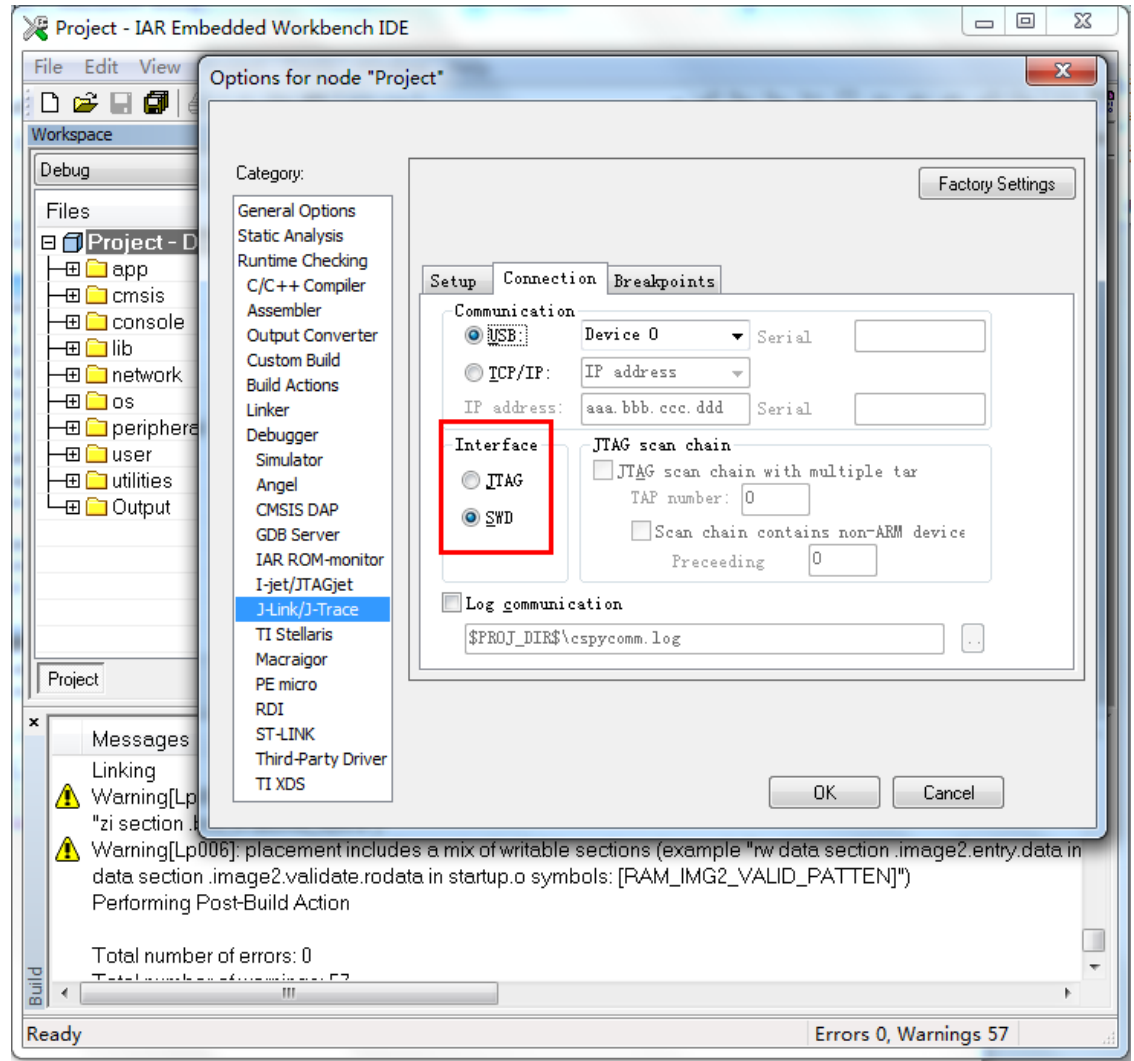 Project - IAR Embedded Workbench IDE
File Edit View
Options for node "Project"
Workspace
Debug
Files
Project - D
app
cmsis
console
lib
network
os
periphera
user
utilities
Output
Project
Category:
General Options
Static Analysis
Runtime Checking
C/C++ Compiler
Assembler
Output Converter
Custom Build
Build Actions
Linker
Debugger
Simulator
Angel
CMSIS DAP
GDB Server
IAR ROM-monitor
I-jet/JTAGjet
J-Link/J-Trace
TI Stellaris
Macraigor
PE micro
RDI
ST-LINK
Third-Party Driver
TI XDS
Factory Settings
Setup Connection Breakpoints
Communication
USB: Device 0 Serial
TCP/IP: IP address
IP address: aaa.bbb.ccc.ddd Serial
Interface
JTAG
SWD
JTAG scan chain
JTAG scan chain with multiple tar
TAP number: 0
Scan chain contains non-ARM device
Preceeding 0
Log communication
$PROJ_DIR$\cspycomm.log
..
OK Cancel
Messages
Linking
Warning[Lp
"zi section .b
Warning[Lp006]: placement includes a mix of writable sections (example "rw data section .image2.entry.data in
data section .image2.validate.rodata in startup.o symbols: [RAM_IMG2_VALID_PATTEN]")
Performing Post-Build Action
Total number of errors: 0
Total number of warnings: 57
Build
Ready
Errors 0, Warnings 57